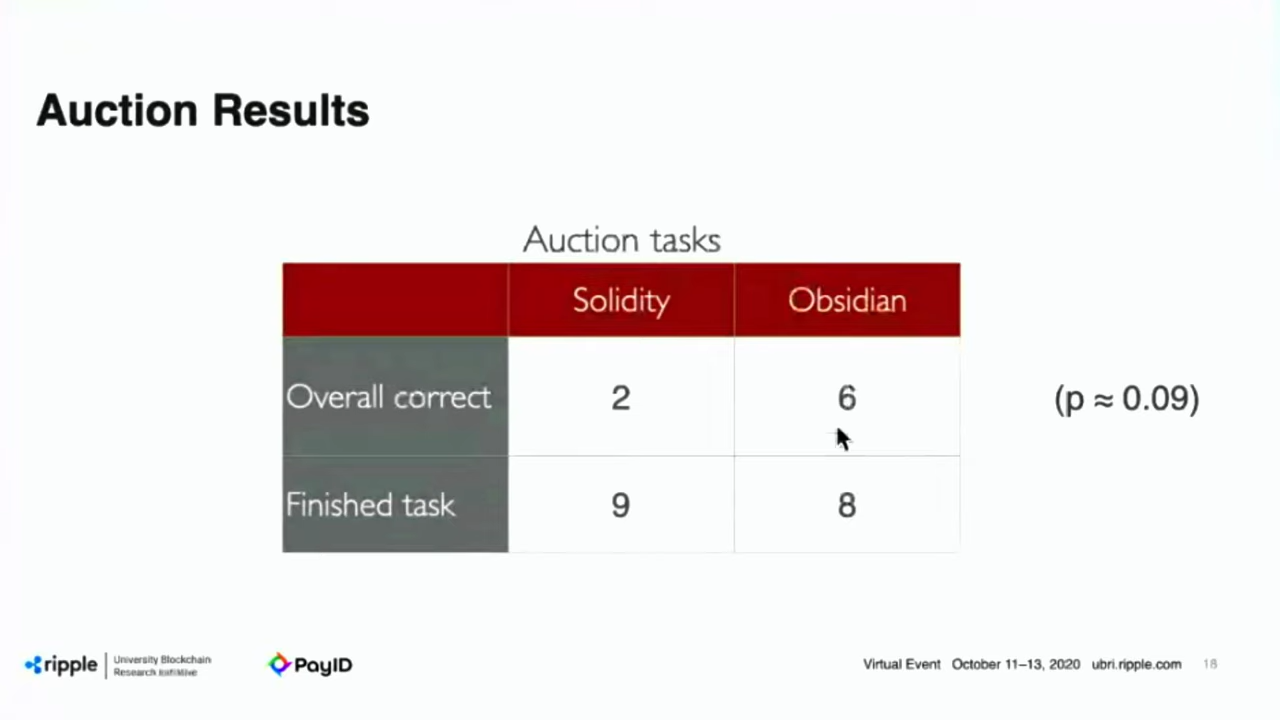 Auction Results
Auction tasks
Solidity Obsidian
Overall correct 2 6 (p ≈ 0.09)
Finished task 9 8
ripple University Blockchain
Research Initiative
PayID
Virtual Event October 11–13, 2020 ubri.ripple.com